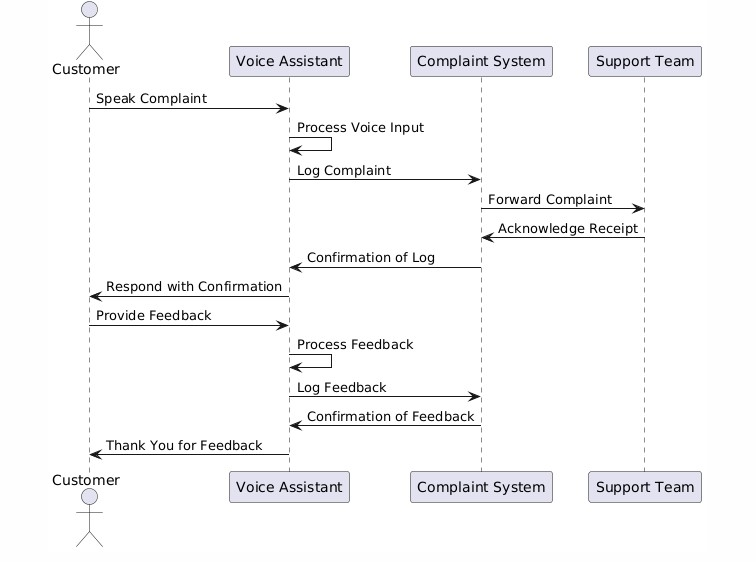 Customer
Voice Assistant
Complaint System
Support Team
Speak Complaint
Process Voice Input
Log Complaint
Forward Complaint
Acknowledge Receipt
Confirmation of Log
Respond with Confirmation
Provide Feedback
Process Feedback
Log Feedback
Confirmation of Feedback
Thank You for Feedback
Customer
Voice Assistant
Complaint System
Support Team